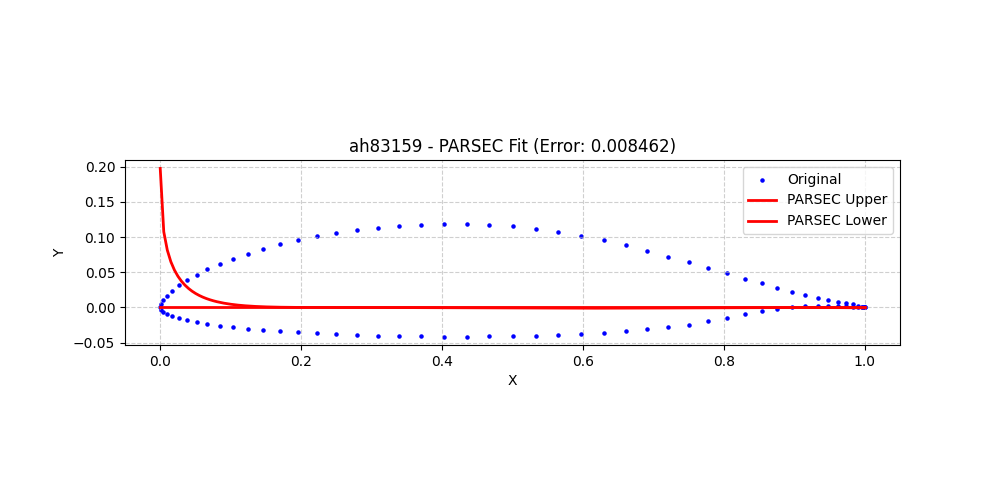 ah83159 - PARSEC Fit (Error: 0.008462)
0.20
0.15
0.10
0.05
0.00
−0.05
Y
Original
PARSEC Upper
PARSEC Lower
0.0 0.2 0.4 0.6 0.8 1.0
X